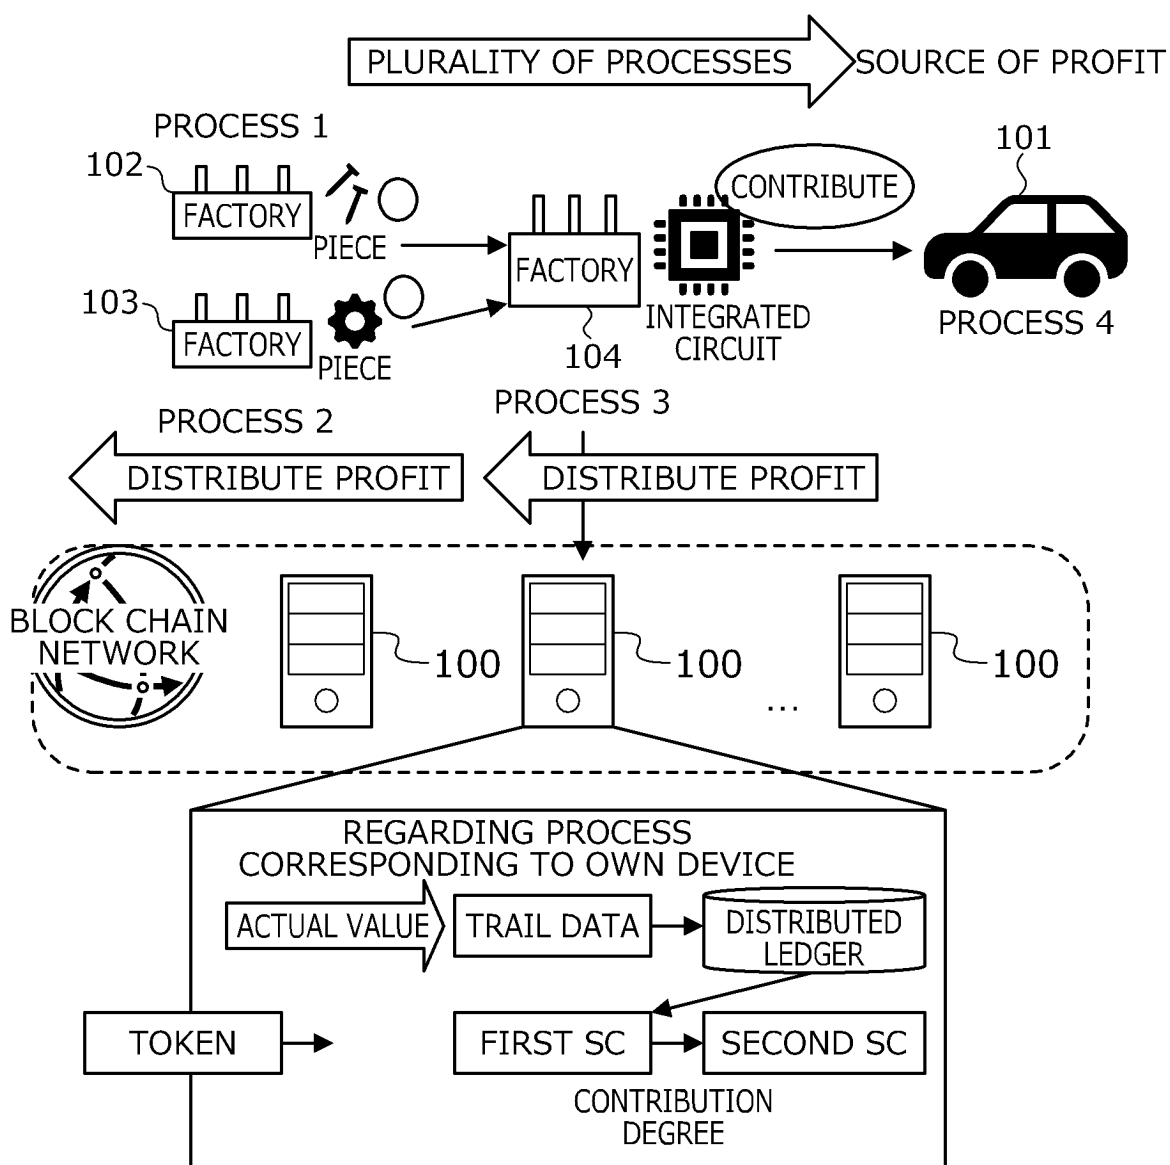 PLURALITY OF PROCESSES
SOURCE OF PROFIT
PROCESS 1
102
FACTORY
PIECE
103
FACTORY
PIECE
PROCESS 2
FACTORY
104
PROCESS 3
INTEGRATED
CIRCUIT
CONTRIBUTE
101
PROCESS 4
DISTRIBUTE PROFIT
DISTRIBUTE PROFIT
BLOCK CHAIN
NETWORK
100
100
...
100
REGARDING PROCESS
CORRESPONDING TO OWN DEVICE
ACTUAL VALUE
TRAIL DATA
DISTRIBUTED
LEDGER
TOKEN
FIRST SC
SECOND SC
CONTRIBUTION
DEGREE